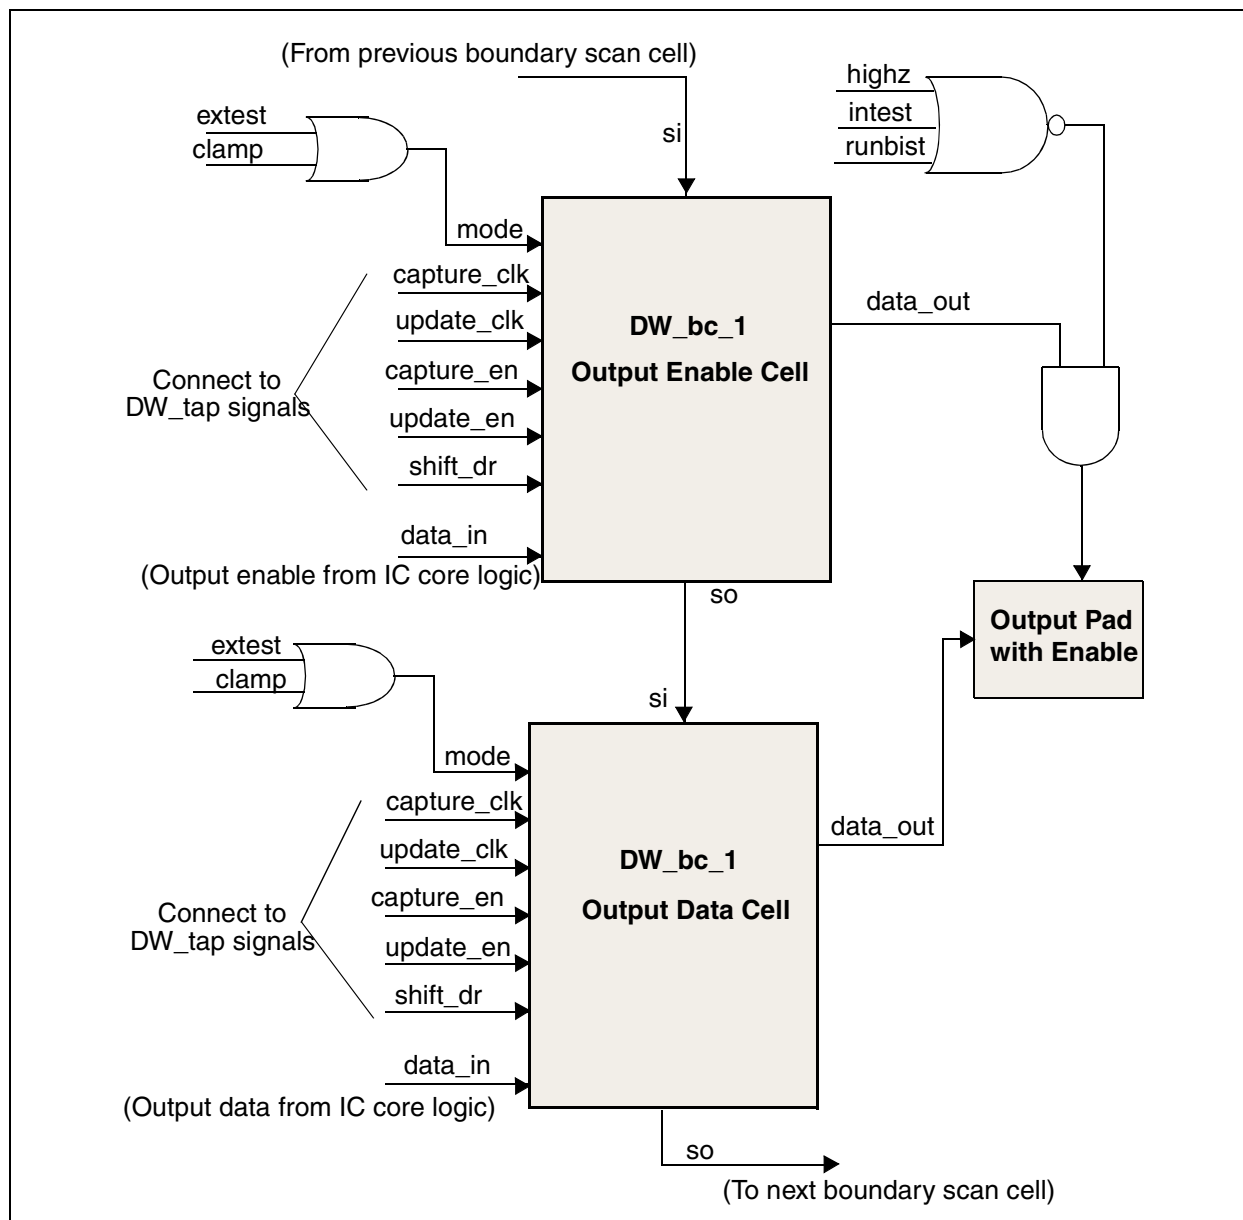 (From previous boundary scan cell)
highz
intest
runbist
extest
clamp
si
mode
capture_clk
update_clk
capture_en
update_en
shift_dr
Connect to
DW_tap signals
data_in
(Output enable from IC core logic)
DW_bc_1
Output Enable Cell
data_out
so
Output Pad
with Enable
extest
clamp
si
mode
capture_clk
update_clk
capture_en
update_en
shift_dr
Connect to
DW_tap signals
data_in
(Output data from IC core logic)
DW_bc_1
Output Data Cell
data_out
so
(To next boundary scan cell)